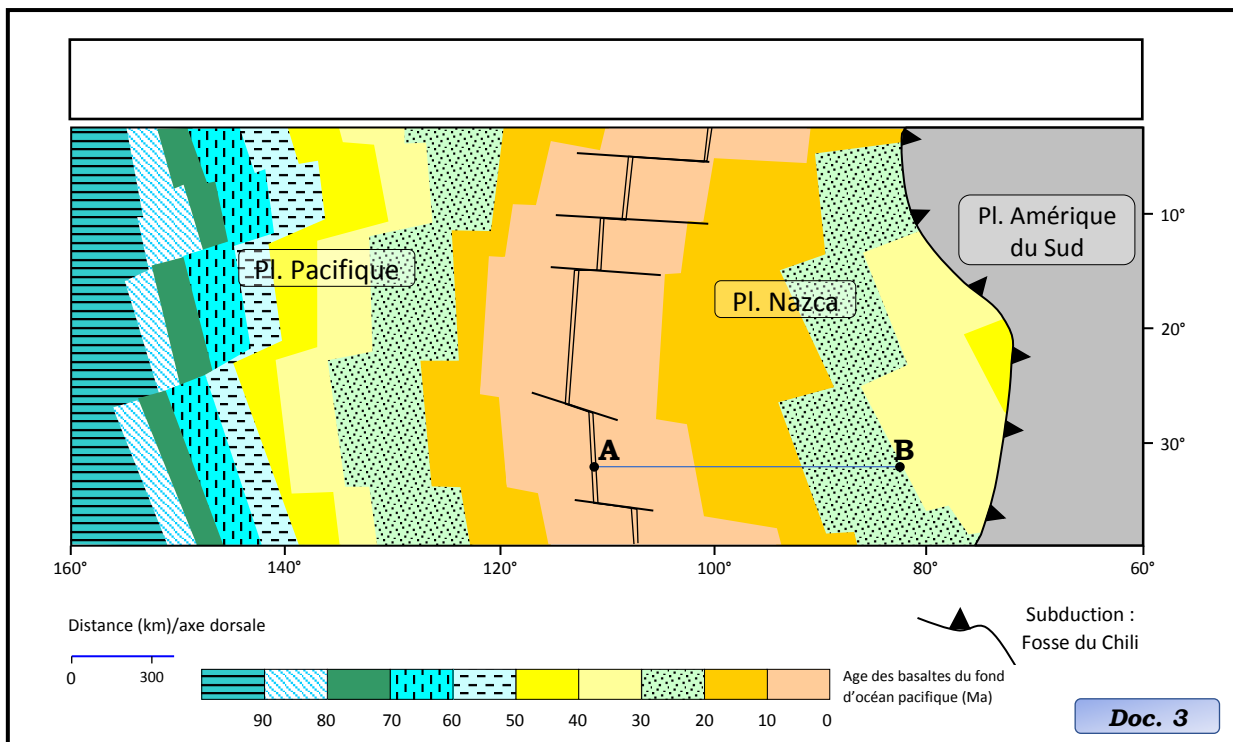 Pl. Amérique
du Sud
10°
Pl. Pacifique
Pl. Nazca
20°
30°
A
B
160°
140°
120°
100°
80°
60°
Distance (km)/axe dorsale
0
300
Subduction :
Fosse du Chili
90
80
70
60
50
40
30
20
10
0
Age des basaltes du fond
d'océan pacifique (Ma)
Doc. 3